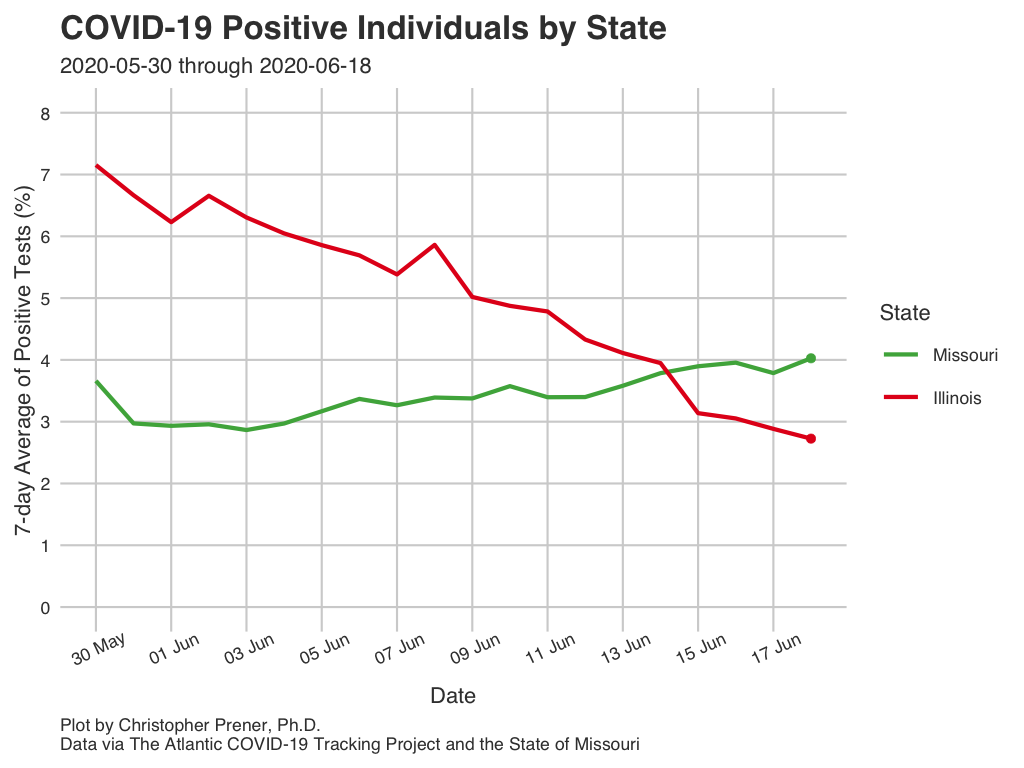 COVID-19 Positive Individuals by State
2020-05-30 through 2020-06-18
7-day Average of Positive Tests (%)
8
7
6
5
4
3
2
1
0
30 May 01 Jun 03 Jun 05 Jun 07 Jun 09 Jun 11 Jun 13 Jun 15 Jun 17 Jun
Date
State
Missouri
Illinois
Plot by Christopher Prener, Ph.D.
Data via The Atlantic COVID-19 Tracking Project and the State of Missouri